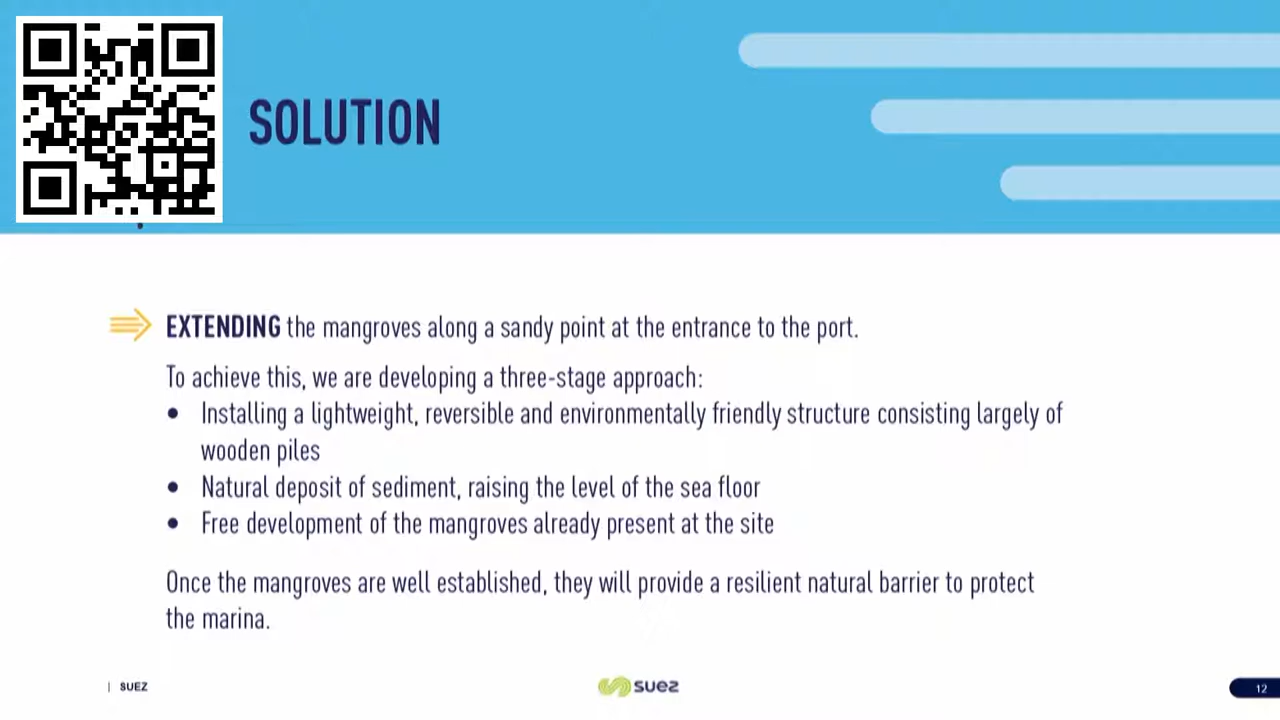 SOLUTION
EXTENDING the mangroves along a sandy point at the entrance to the port.
To achieve this, we are developing a three-stage approach:
• Installing a lightweight, reversible and environmentally friendly structure consisting largely of
wooden piles
• Natural deposit of sediment, raising the level of the sea floor
• Free development of the mangroves already present at the site
Once the mangroves are well established, they will provide a resilient natural barrier to protect
the marina.
| SUEZ
suez
12